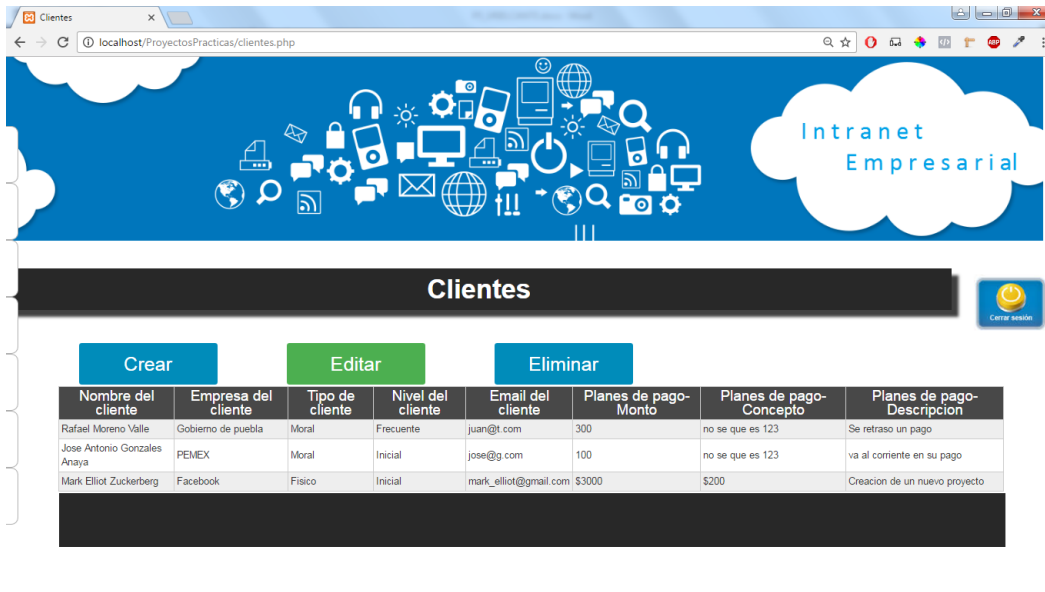 Clientes
localhost/ProyectosPracticas/clientes.php
ABP
Intranet
Empresarial
Clientes
Cerrar sesión
Crear Editar Eliminar
Nombre del cliente Empresa del cliente Tipo de cliente Nivel del cliente Email del cliente Planes de pago-Monto Planes de pago-Concepto Planes de pago-Descripcion
Rafael Moreno Valle Gobierno de puebla Moral Frecuente juan@t.com 300 no se que es 123 Se retraso un pago
Jose Antonio Gonzales Anaya PEMEX Moral Inicial jose@g.com 100 no se que es 123 va al corriente en su pago
Mark Elliot Zuckerberg Facebook Fisico Inicial mark_elliot@gmail.com $3000 $200 Creacion de un nuevo proyecto